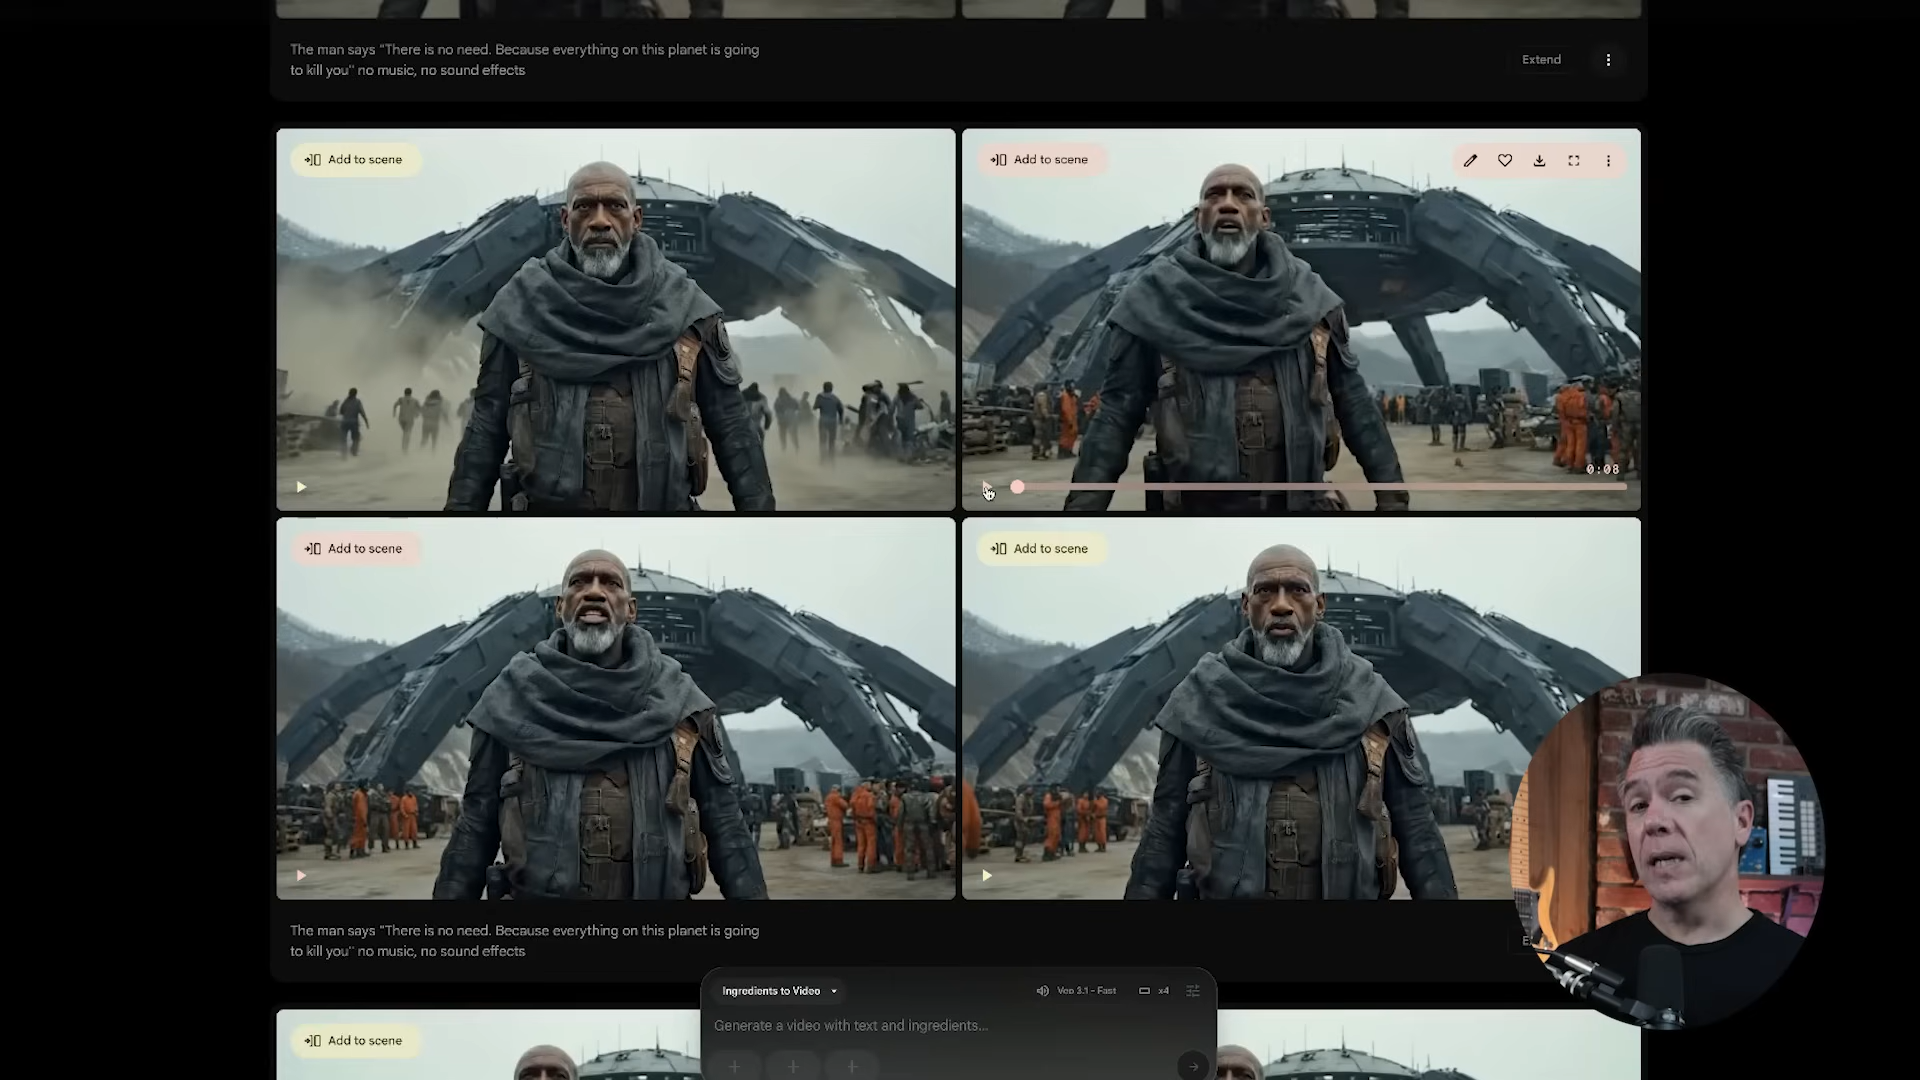 The man says "There is no need. Because everything on this planet is going
to kill you" no music, no sound effects
Extend
Add to scene
Add to scene
0:08
Add to scene
Add to scene
The man says "There is no need. Because everything on this planet is going
to kill you" no music, no sound effects
Ingredients to Video
Veo 3.1 - Fast
x4
Generate a video with text and ingredients...
Add to scene